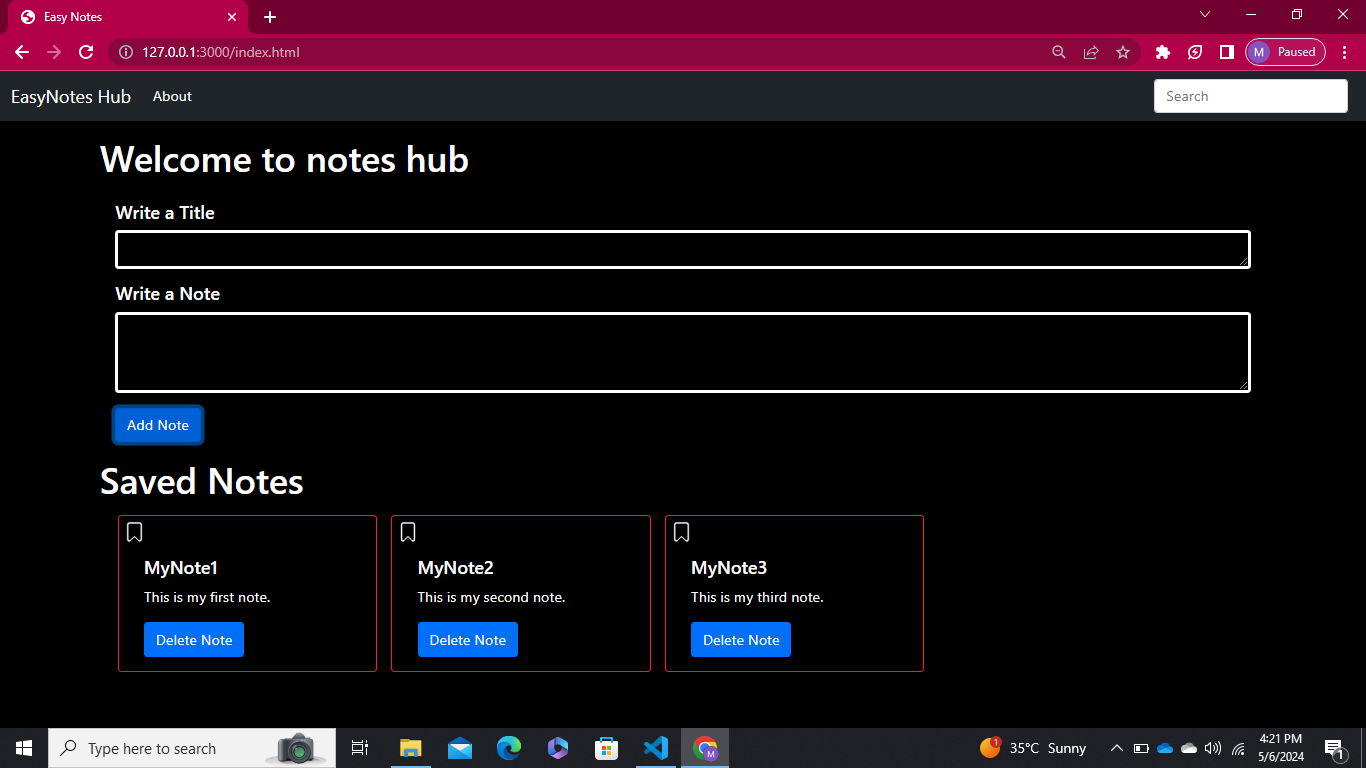 Easy Notes
127.0.0.1:3000/index.html
M Paused
EasyNotes Hub About Search
Welcome to notes hub
Write a Title
Write a Note
Add Note
Saved Notes
MyNote1
This is my first note.
Delete Note
MyNote2
This is my second note.
Delete Note
MyNote3
This is my third note.
Delete Note
Type here to search
M
1
35°C Sunny
4:21 PM
5/6/2024
1